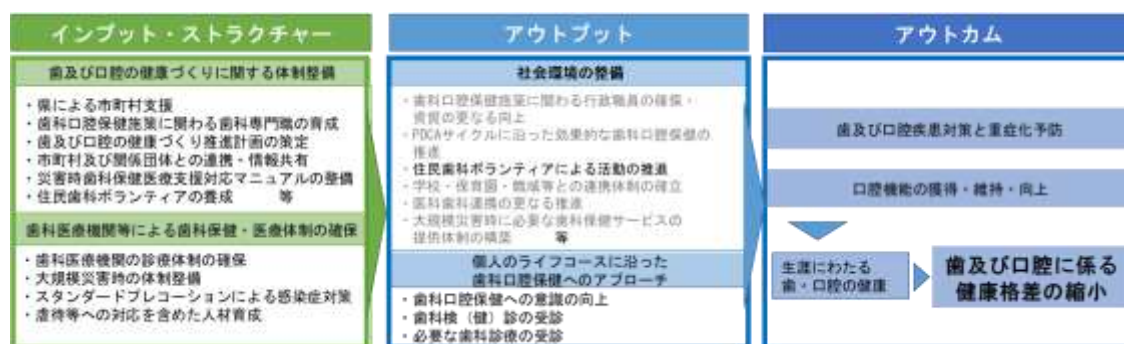 インプット・ストラクチャー
歯及び口腔の健康づくりに関する体制整備
・県による市町村支援
・歯科口腔保健施策に関わる歯科専門職の育成
・歯及び口腔の健康づくり推進計画の策定
・市町村及び関係団体との連携・情報共有
・災害時歯科保健医療支援対応マニュアルの整備
・住民歯科ボランティアの養成　　等
歯科医療機関等による歯科保健・医療体制の確保
・歯科医療機関の診療体制の確保
・大規模災害時の体制整備
・スタンダードプレコーションによる感染症対策
・虐待等への対応を含めた人材育成
アウトプット
社会環境の整備
・歯科口腔保健施策に関わる行政職員の確保・
資質の更なる向上
・PDCAサイクルに沿った効果的な歯科口腔保健の
推進
・住民歯科ボランティアによる活動の推進
・学校・保育園・職域等との連携体制の確立
・医科歯科連携の更なる推進
・大規模災害時に必要な歯科保健サービスの
提供体制の構築　　等
個人のライフコースに沿った
歯科口腔保健へのアプローチ
・歯科口腔保健への意識の向上
・歯科検（健）診の受診
・必要な歯科診療の受診
アウトカム
歯及び口腔疾患対策と重症化予防
口腔機能の獲得・維持・向上
生涯にわたる
歯・口腔の健康
歯及び口腔に係る
健康格差の縮小